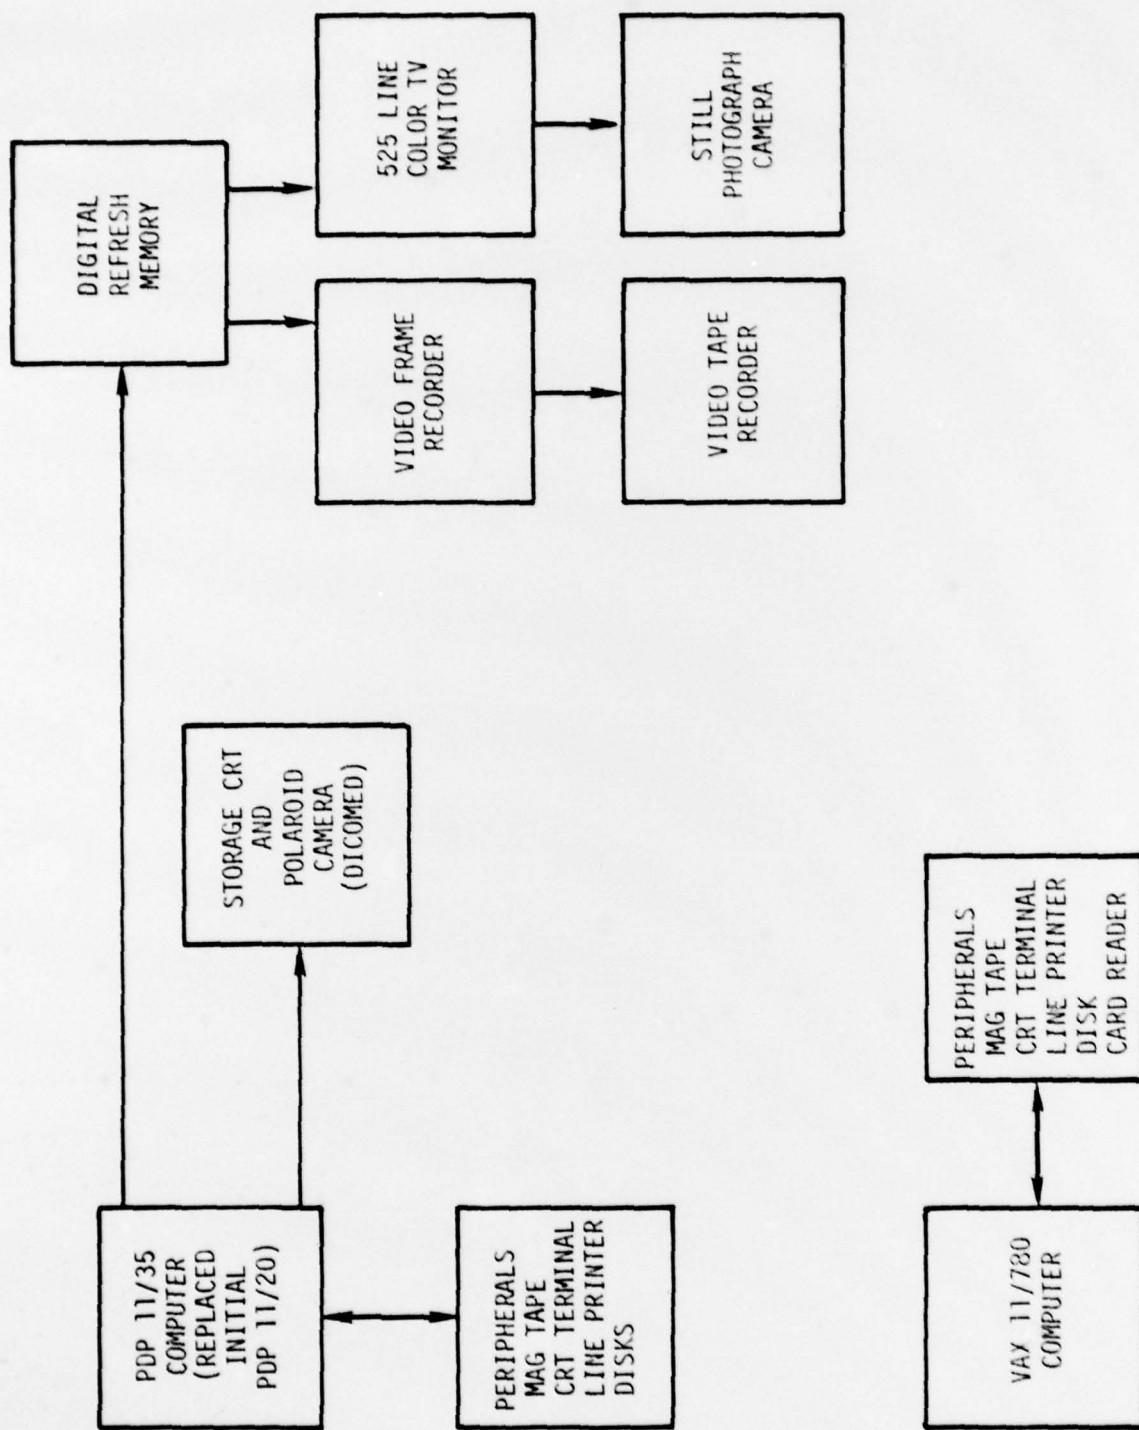 PDP 11/35
COMPUTER
(REPLACED
INITIAL
PDP 11/20)
DIGITAL
REFRESH
MEMORY
STORAGE CRT
AND
POLAROID
CAMERA
(DICOMED)
VIDEO FRAME
RECORDER
525 LINE
COLOR TV
MONITOR
PERIPHERALS
MAG TAPE
CRT TERMINAL
LINE PRINTER
DISKS
VIDEO TAPE
RECORDER
STILL
PHOTOGRAPH
CAMERA
VAX 11/780
COMPUTER
PERIPHERALS
MAG TAPE
CRT TERMINAL
LINE PRINTER
DISK
CARD READER